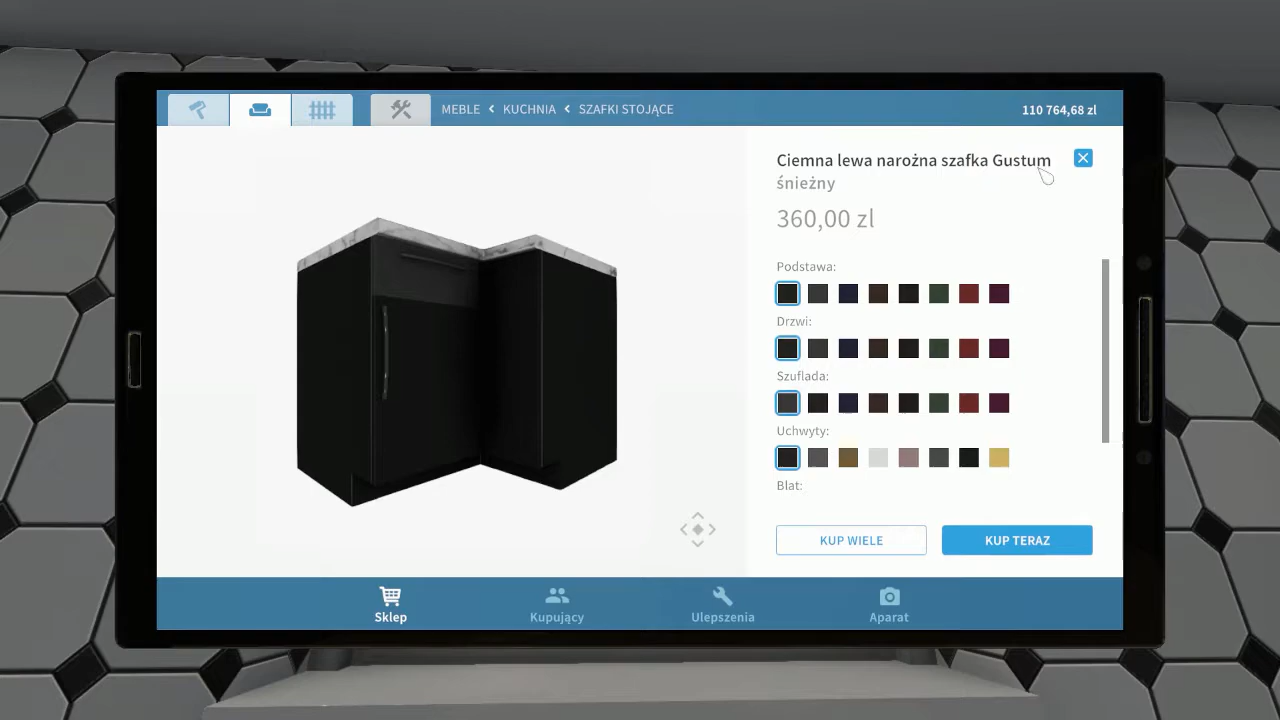 MEBLE < KUCHNIA < SZAFKI STOJĄCE
110 764,68 zl
Ciemna lewa narożna szafka Gustum
śnieżny
360,00 zl
Podstawa:
Drzwi:
Szuflada:
Uchwyty:
Blat:
KUP WIELE
KUP TERAZ
Sklep
Kupujący
Ulepszenia
Aparat